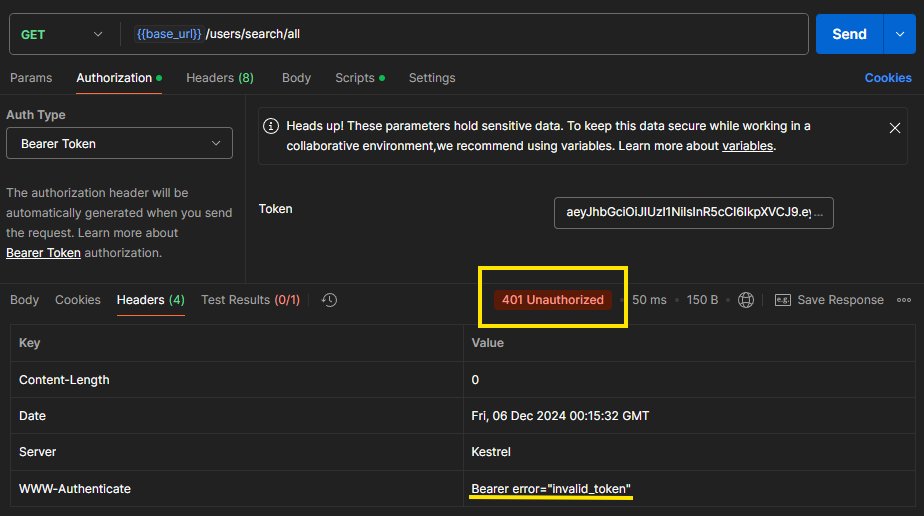 GET {{base_url}}/users/search/all Send
Params Authorization Headers (8) Body Scripts Settings Cookies
Auth Type
Bearer Token
The authorization header will be
automatically generated when you send
the request. Learn more about
Bearer Token authorization.
Heads up! These parameters hold sensitive data. To keep this data secure while working in a
collaborative environment,we recommend using variables. Learn more about variables.
Token aeyJhbGciOiJIUzI1NiIsInR5cCI6IkpXVCJ9.ey...
Body Cookies Headers (4) Test Results (0/1) 401 Unauthorized • 50 ms • 150 B • e.g. Save Response
Key Value
Content-Length 0
Date Fri, 06 Dec 2024 00:15:32 GMT
Server Kestrel
WWW-Authenticate Bearer error="invalid_token"